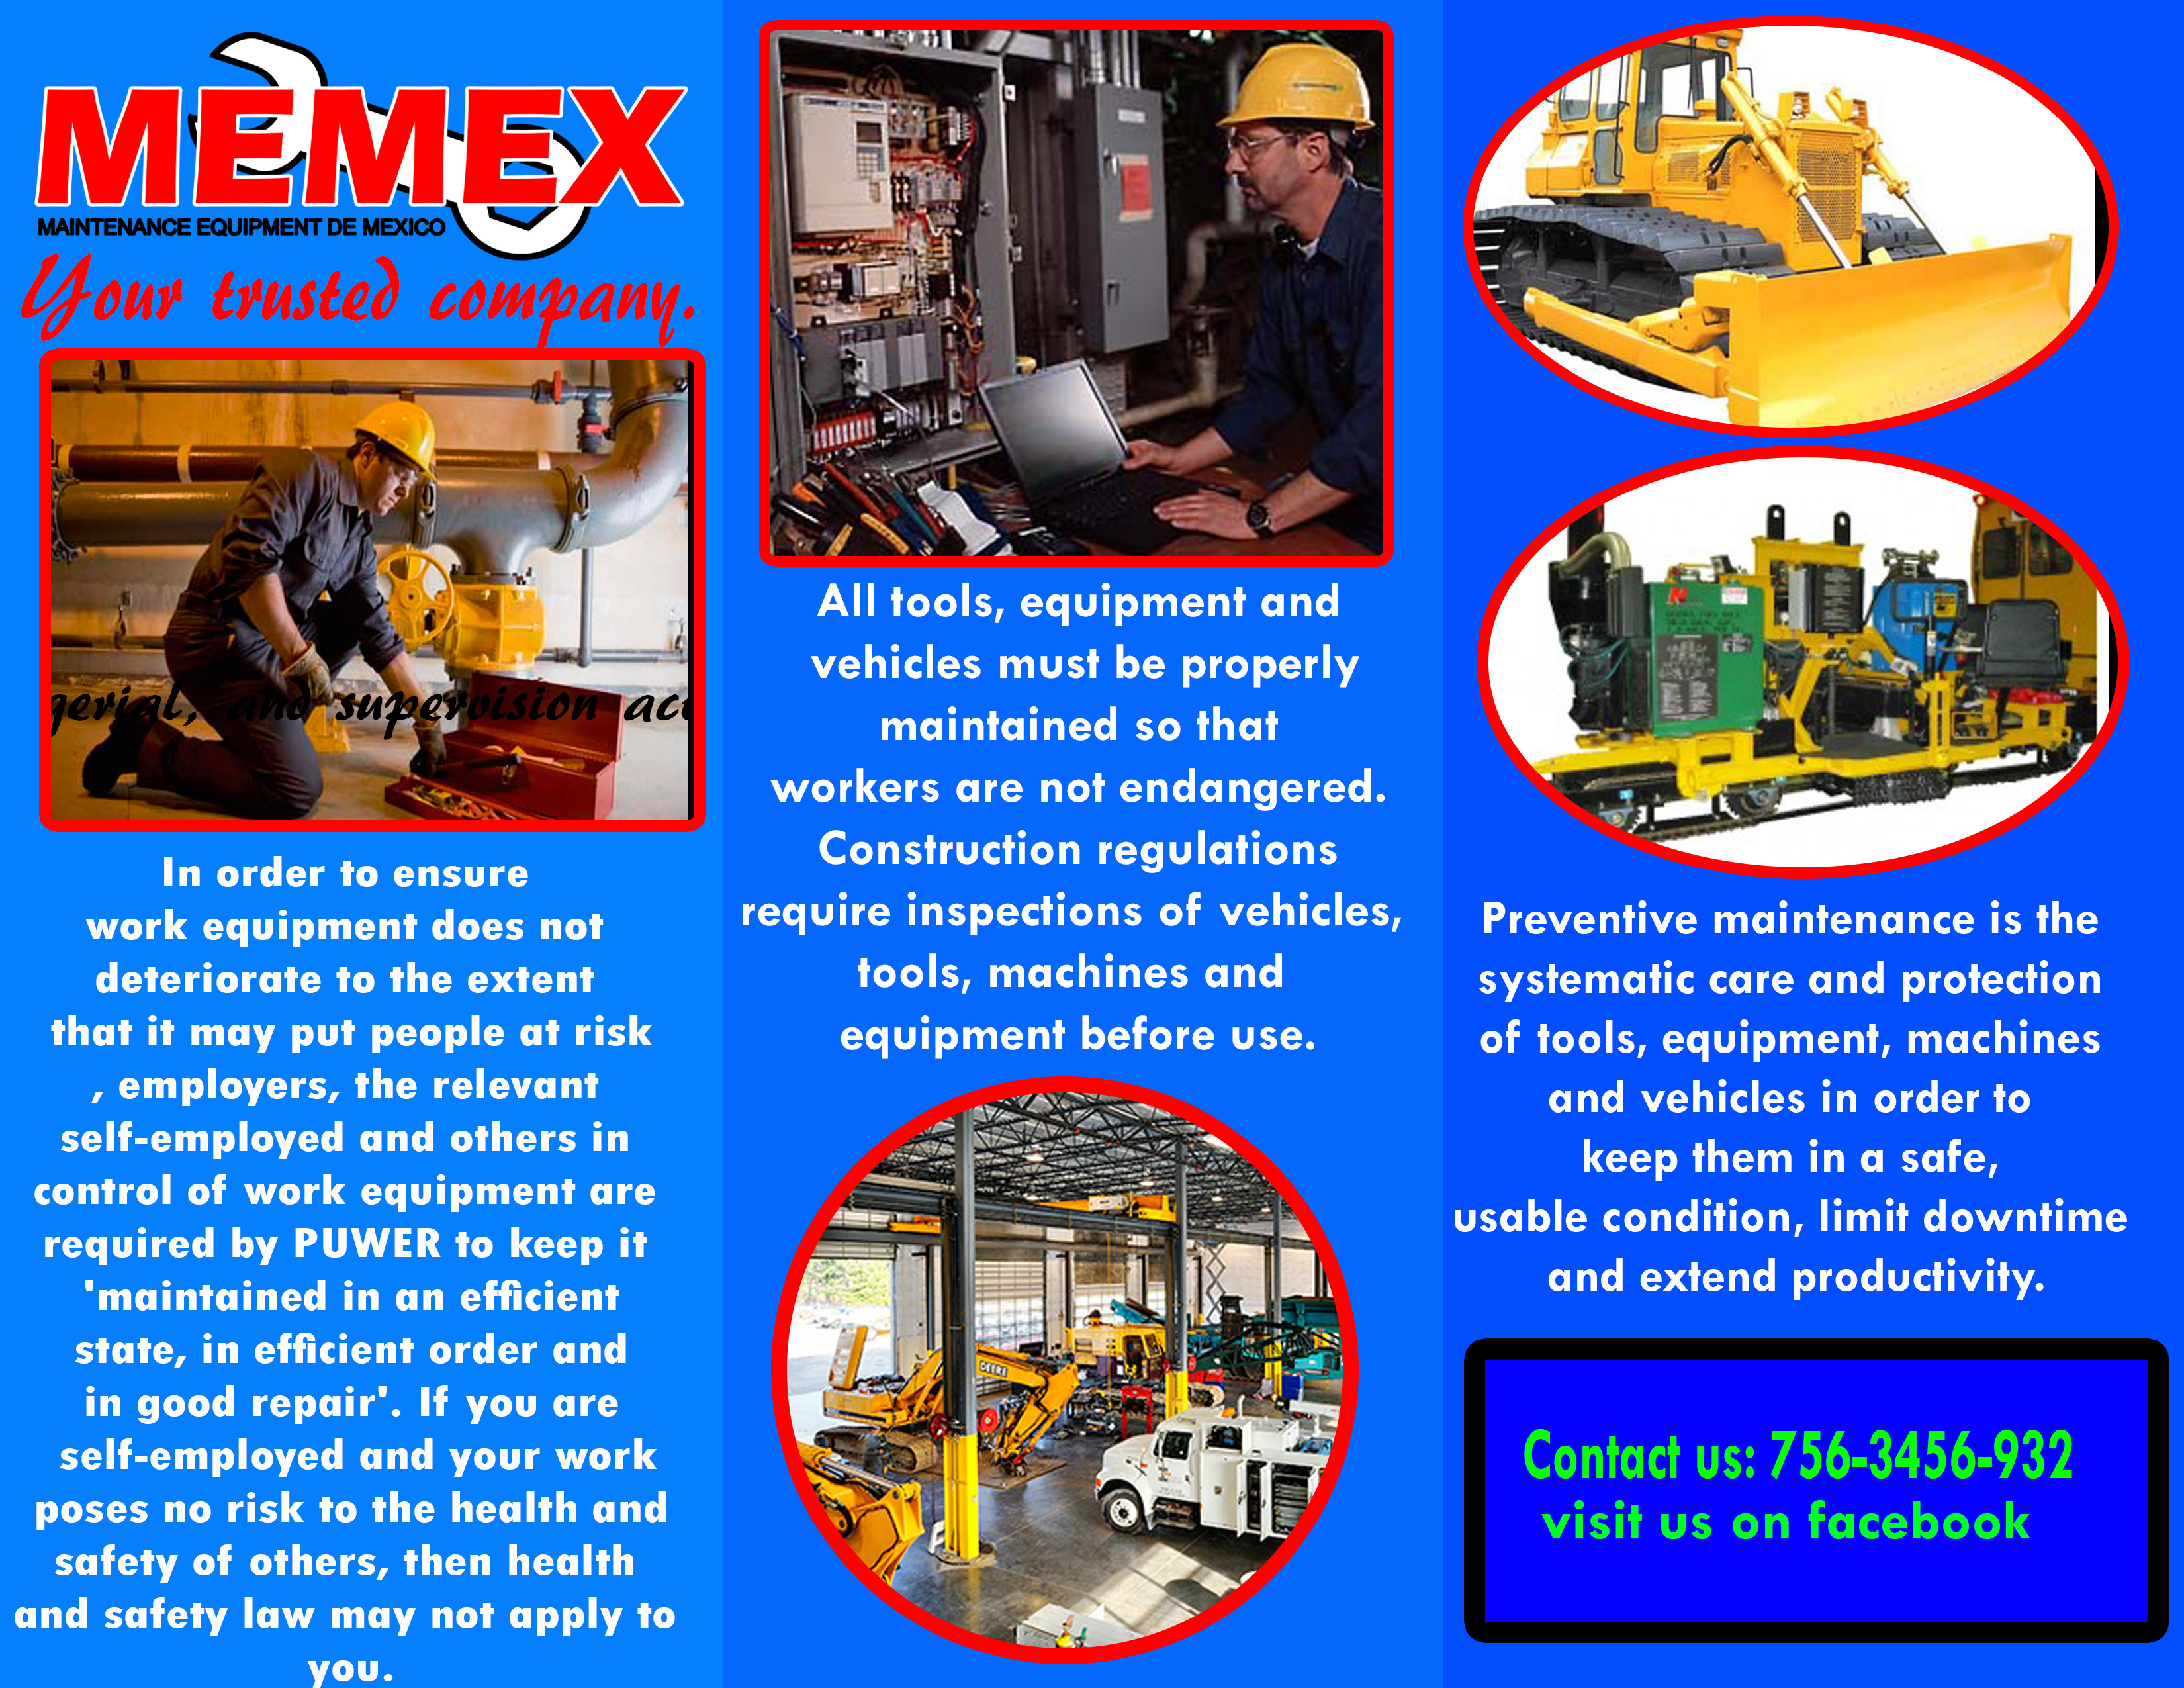 MEMEX
MAINTENANCE EQUIPMENT DE MEXICO
Your trusted company.
gerial, and supervision act
In order to ensure
work equipment does not
deteriorate to the extent
that it may put people at risk
, employers, the relevant
self-employed and others in
control of work equipment are
required by PUWER to keep it
'maintained in an efficient
state, in efficient order and
in good repair'. If you are
self-employed and your work
poses no risk to the health and
safety of others, then health
and safety law may not apply to
you.
All tools, equipment and
vehicles must be properly
maintained so that
workers are not endangered.
Construction regulations
require inspections of vehicles,
tools, machines and
equipment before use.
DEERE
Preventive maintenance is the
systematic care and protection
of tools, equipment, machines
and vehicles in order to
keep them in a safe,
usable condition, limit downtime
and extend productivity.
Contact us: 756-3456-932
visit us on facebook